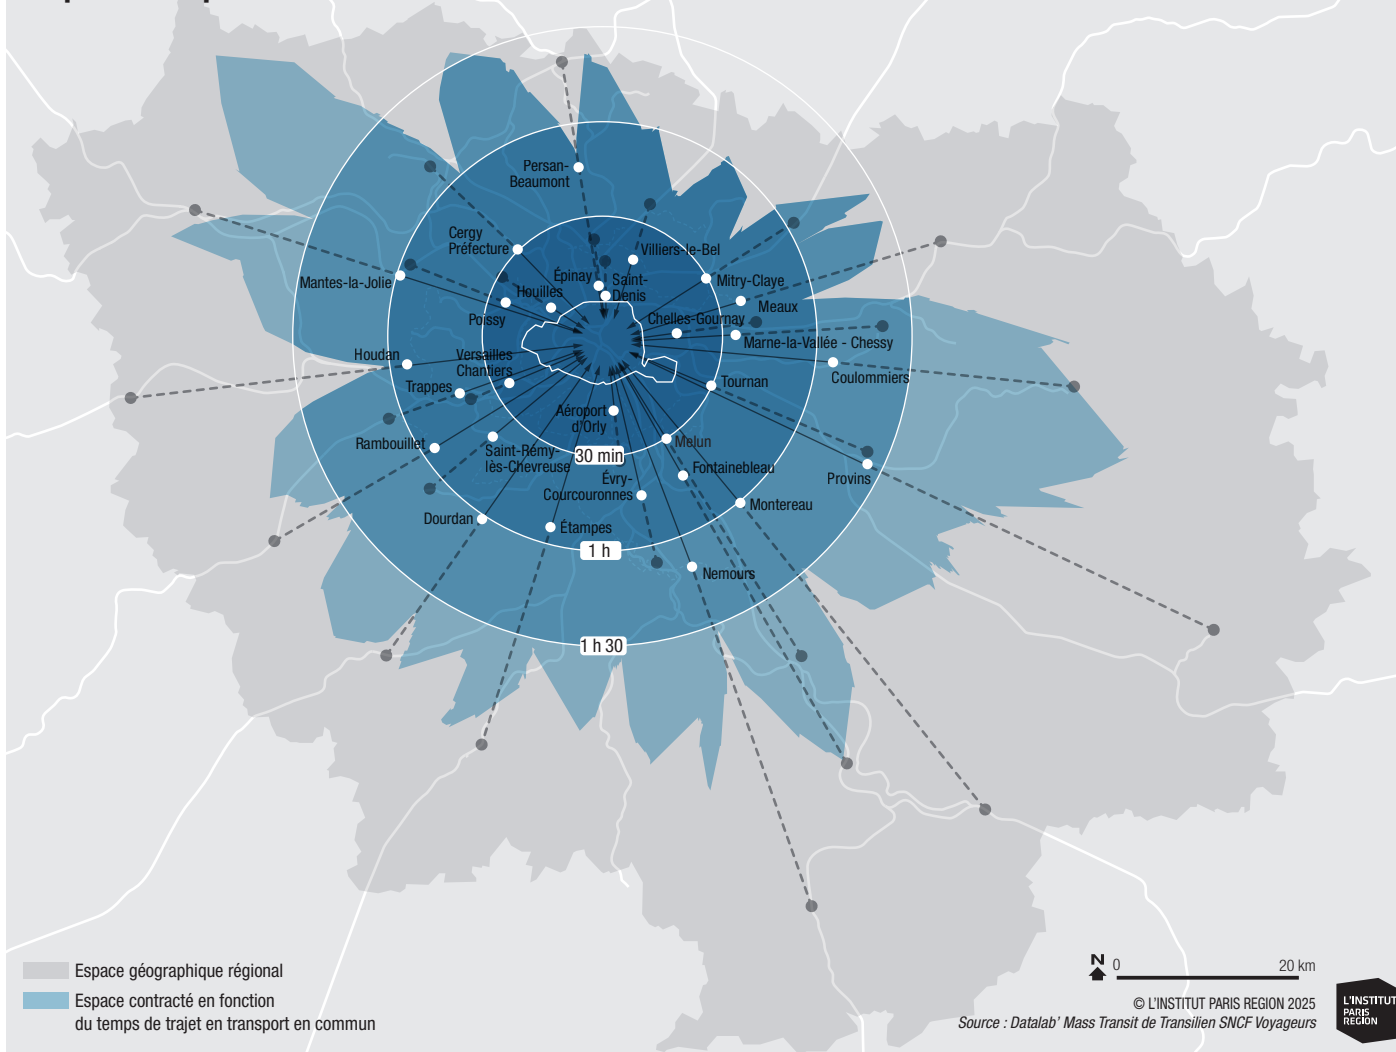 Persan-
Beaumont
Cergy
Préfecture
Villiers-le-Bel
Mantes-la-Jolie
Épinay
Saint-
Denis
Mitry-Claye
Houilles
Poissy
Meaux
Chelles-Gournay
Marne-la-Vallée - Chessy
Houdan
Versailles
Chantiers
Trappes
Coulommiers
Tournan
Aéroport
d'Orly
Rambouillet
Saint-Rémy-
lès-Chevreuse
Melun
30 min
Fontainebleau
Provins
Évry-
Courcouronnes
Montereau
Dourdan
Étampes
1 h
Nemours
1 h 30
Espace géographique régional
Espace contracté en fonction
du temps de trajet en transport en commun
N
0 20 km
© L'INSTITUT PARIS REGION 2025
Source : Datalab' Mass Transit de Transilien SNCF Voyageurs
L'INSTITUT
PARIS
REGION